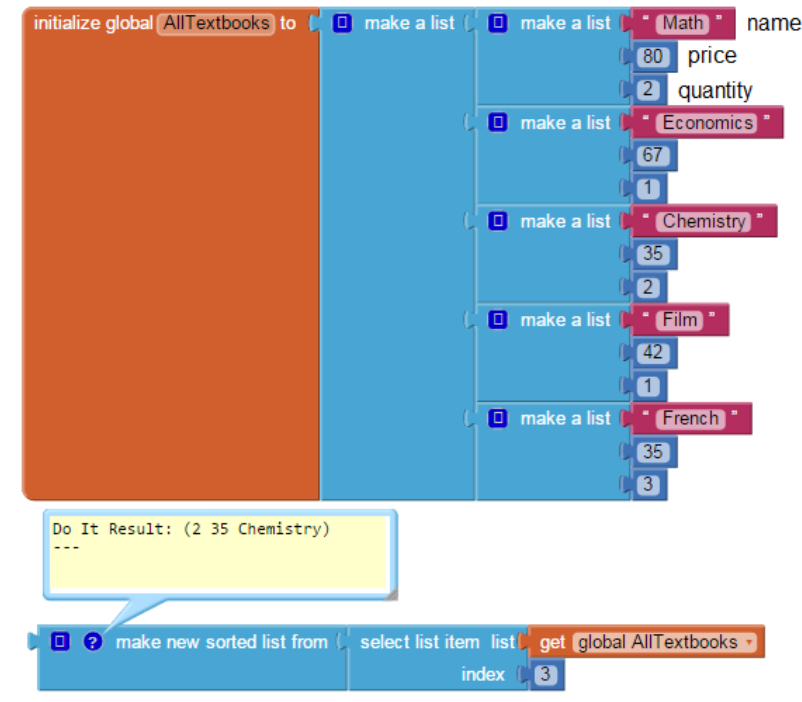 initialize global AllTextbooks to make a list make a list " Math " name
80 price
2 quantity
make a list " Economics "
67
1
make a list " Chemistry "
35
2
make a list " Film "
42
1
make a list " French "
35
3
Do It Result: (2 35 Chemistry)
---
? make new sorted list from select list item list get global AllTextbooks
index 3